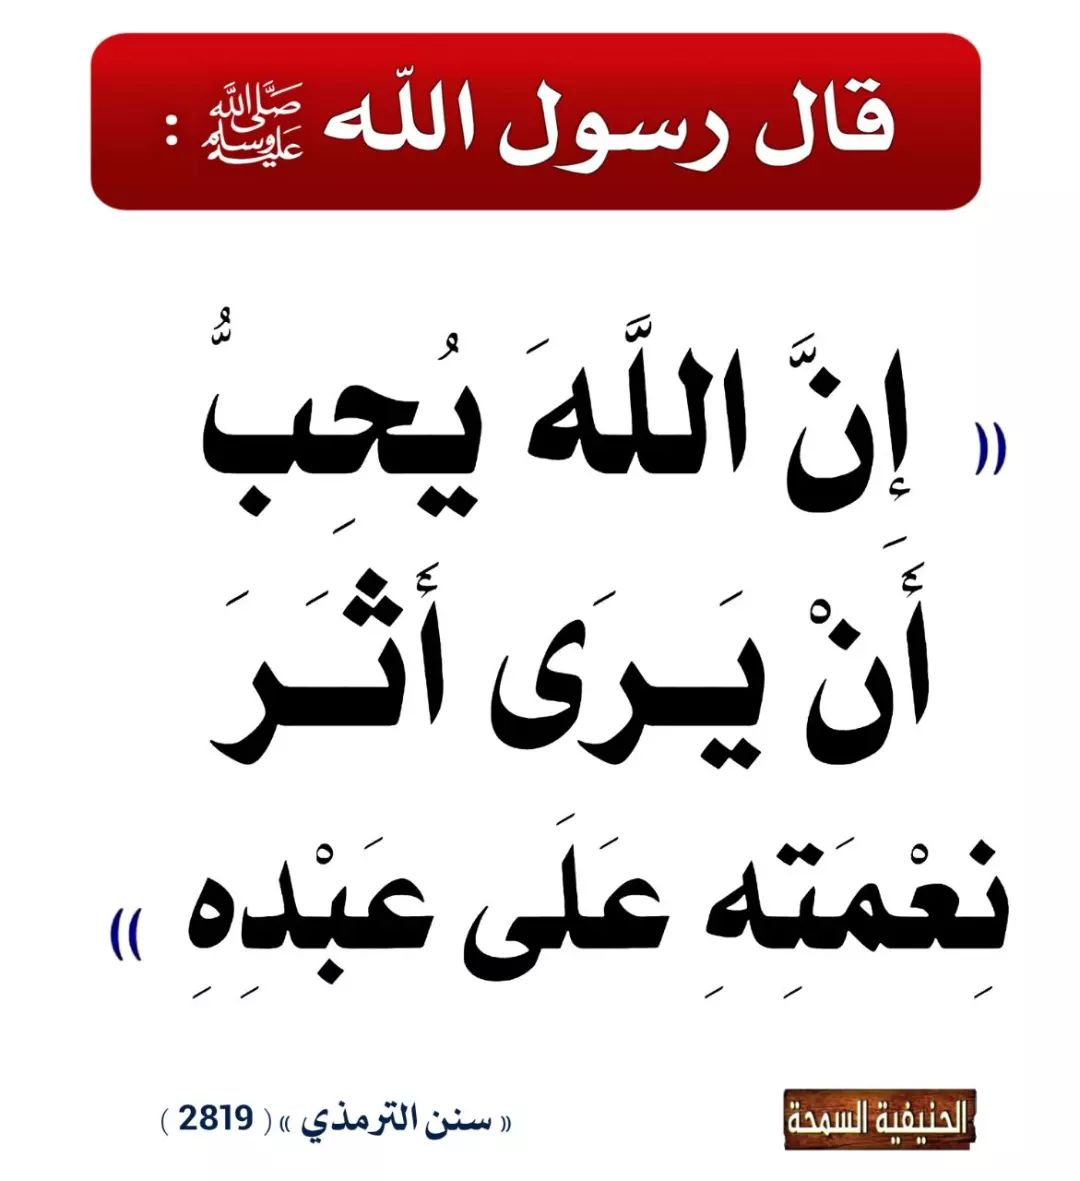 قال رسول الله ﷺ :
(( إِنَّ اللَّهَ يُحِبُّ
أَنْ يَرَى أَثَرَ
نِعْمَتِهِ عَلَى عَبْدِهِ ))
« سنن الترمذي » ( 2819 )
الحنيفية السمحة